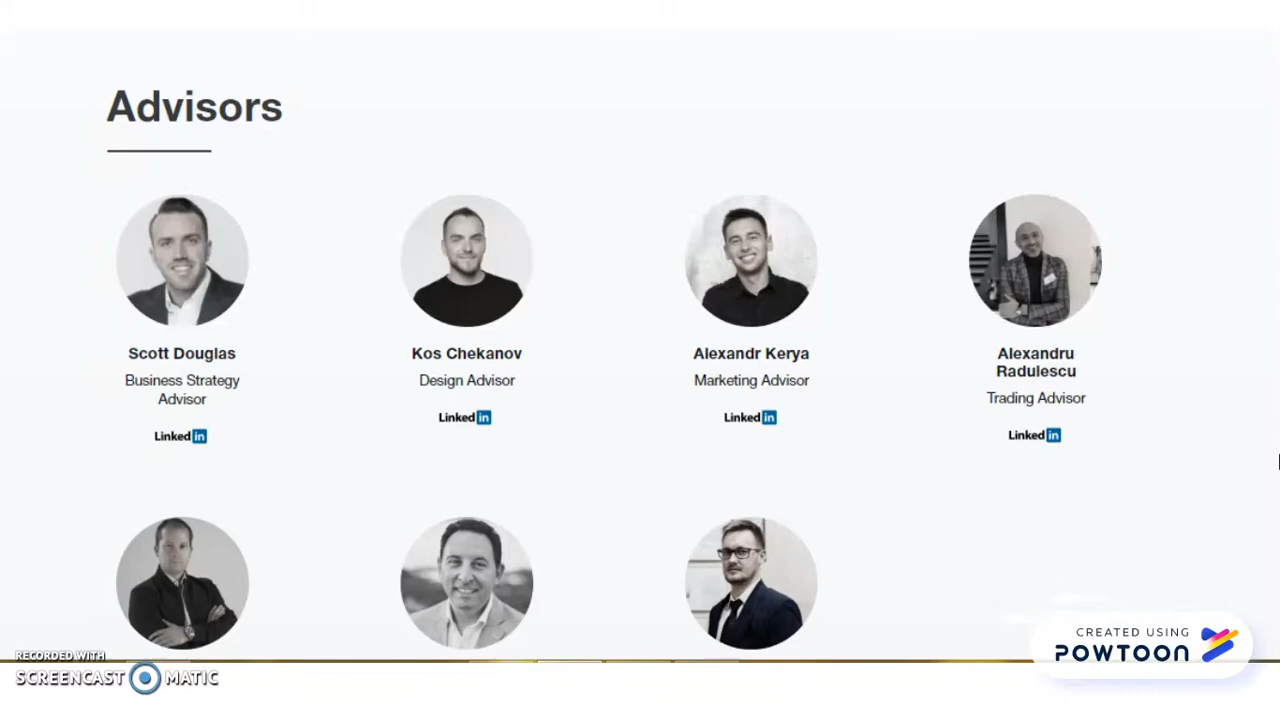 Advisors
Scott Douglas
Business Strategy
Advisor
Linked in
Kos Chekanov
Design Advisor
Linked in
Alexandr Kerya
Marketing Advisor
Linked in
Alexandru
Radulescu
Trading Advisor
Linked in
RECORDED WITH
SCREENCAST MATIC
CREATED USING
POWTOON